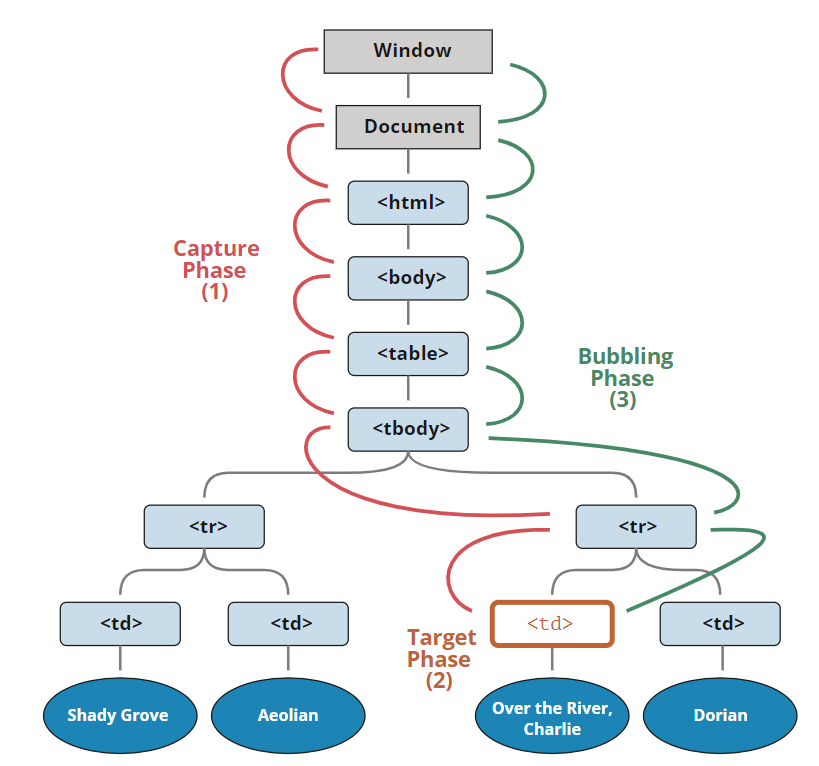 Window
Document
<html>
Capture
Phase
(1)
<body>
<table>
Bubbling
Phase
(3)
<tbody>
<tr>
<tr>
<td>
<td>
<td>
<td>
Target
Phase
(2)
Shady Grove
Aeolian
Over the River,
Charlie
Dorian